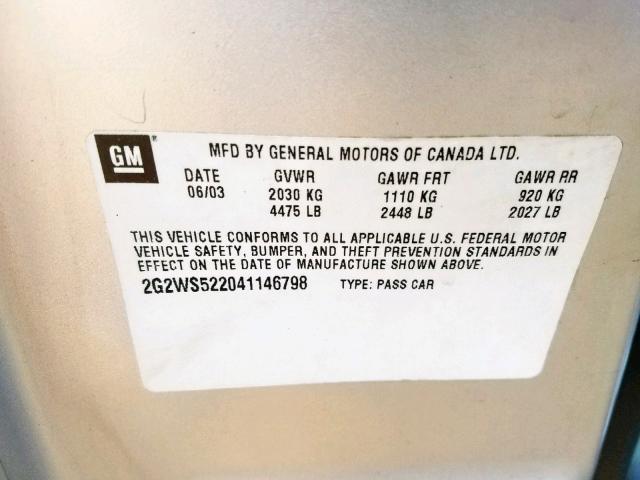 GM
MFD BY GENERAL MOTORS OF CANADA LTD.
DATE GVWR GAWR FRT GAWR RR
06/03 2030 KG 1110 KG 920 KG
4475 LB 2448 LB 2027 LB
THIS VEHICLE CONFORMS TO ALL APPLICABLE U.S. FEDERAL MOTOR
VEHICLE SAFETY, BUMPER, AND THEFT PREVENTION STANDARDS IN
EFFECT ON THE DATE OF MANUFACTURE SHOWN ABOVE.
2G2WS522041146798 TYPE: PASS CAR